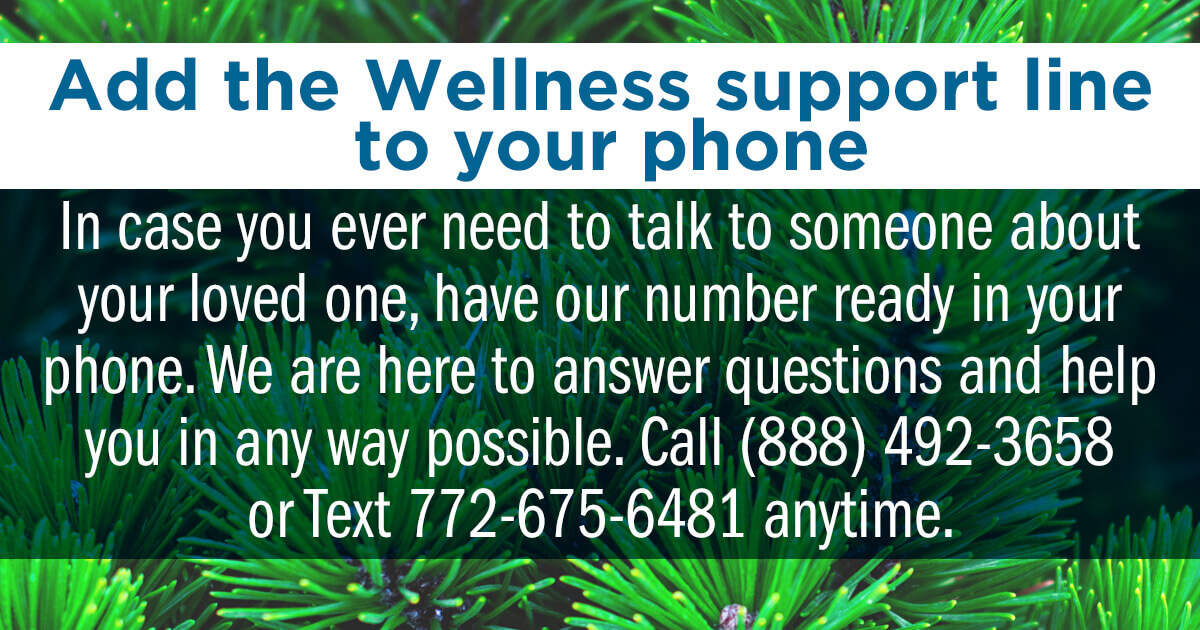 Add the Wellness support line
to your phone
In case you ever need to talk to someone about
your loved one, have our number ready in your
phone. We are here to answer questions and help
you in any way possible. Call (888) 492-3658
or Text 772-675-6481 anytime.